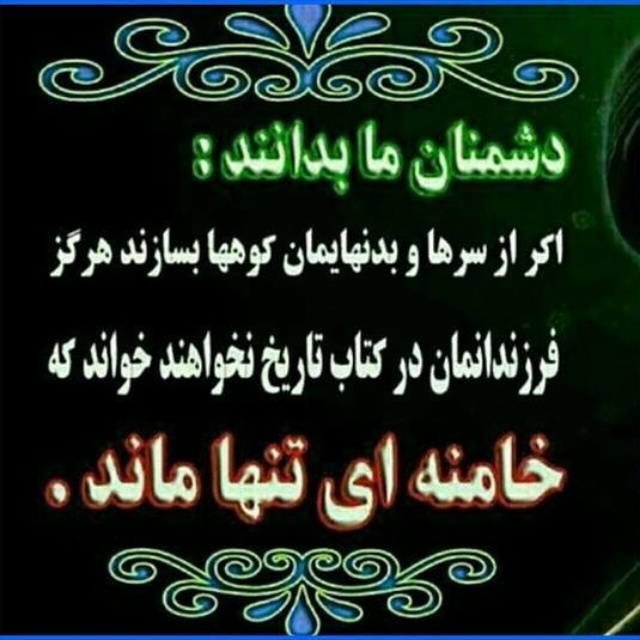 دشمنان ما بدانند :
اکر از سرها و بدنهایمان کوهها بسازند هرگز
فرزندانمان در کتاب تاریخ نخواهند خواند که
خامنه ای تنها ماند .